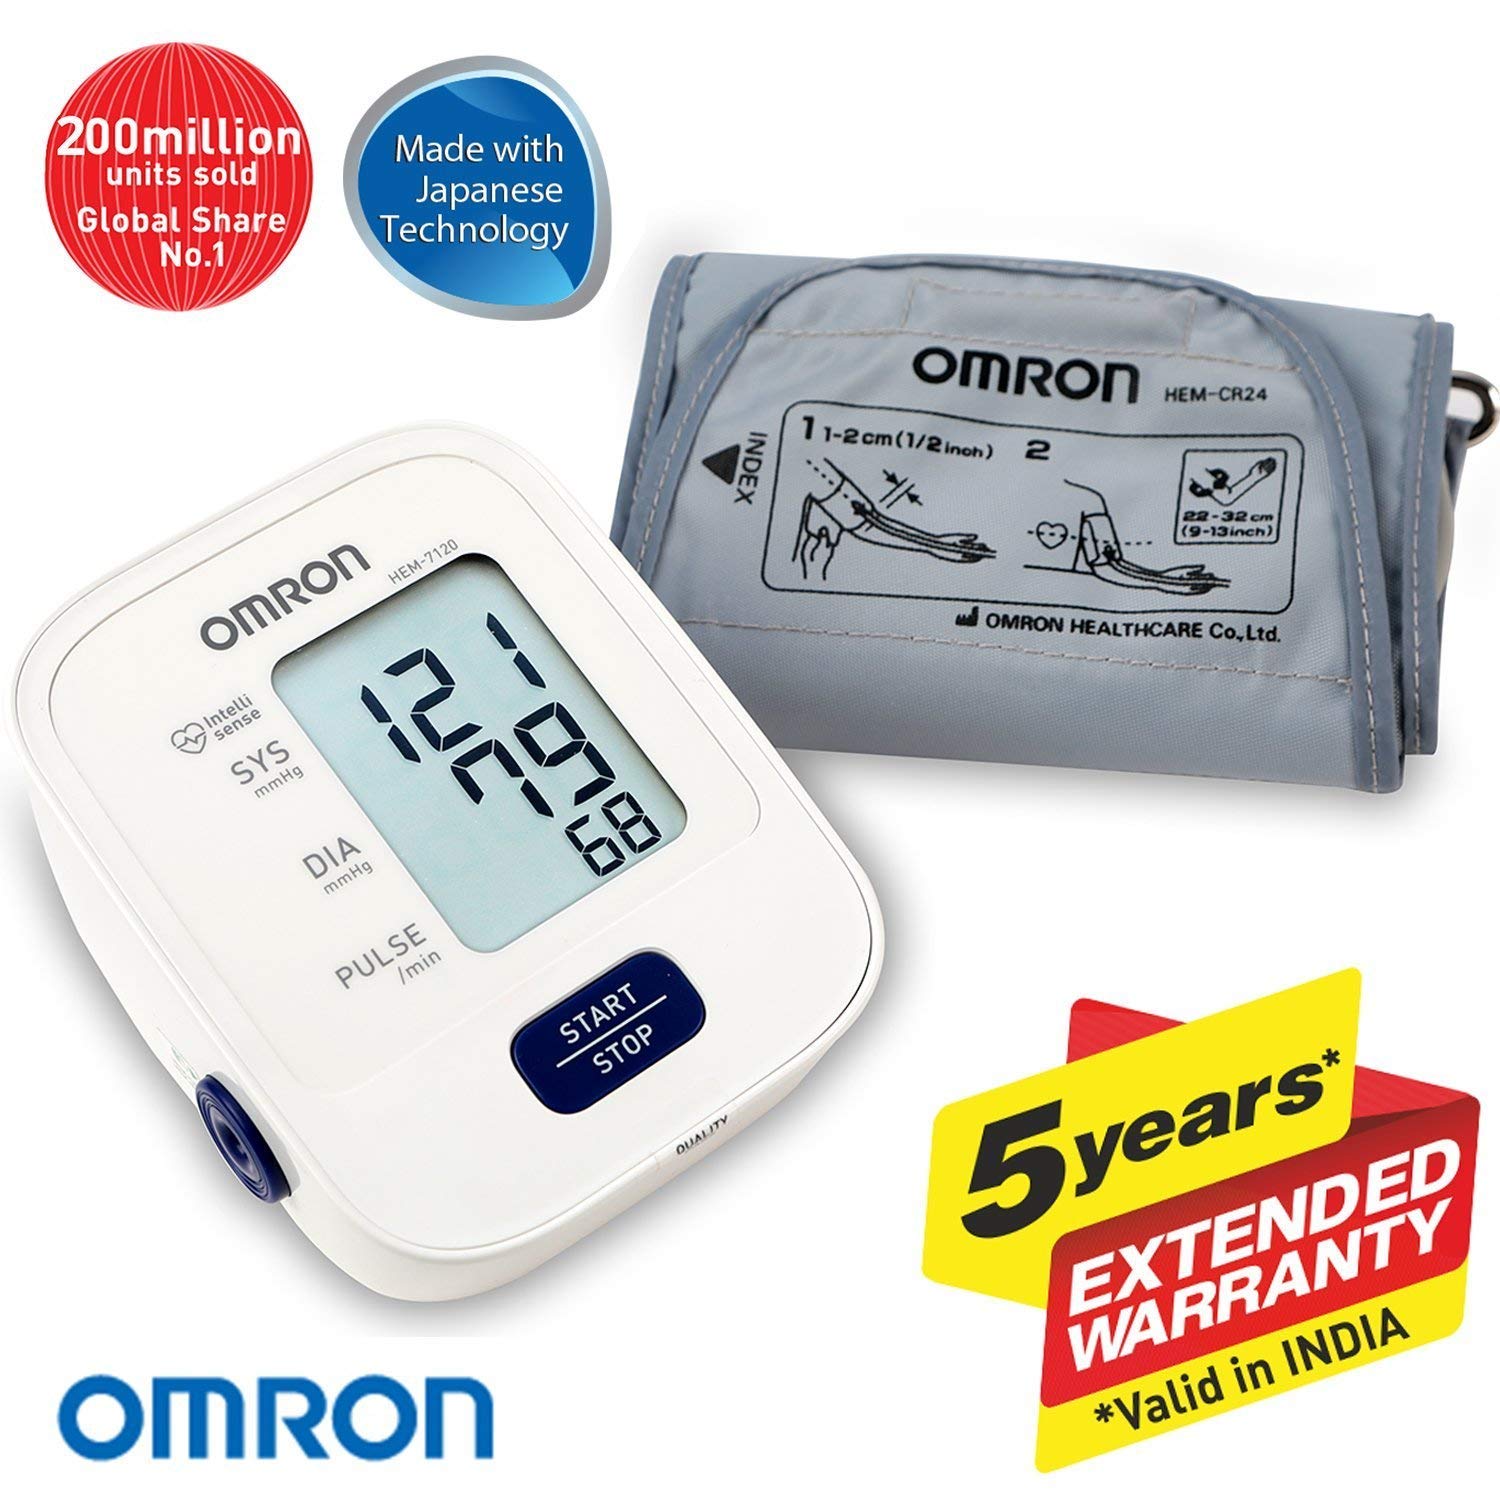 200million
units sold
Global Share
No.1
Made with
Japanese
Technology
OMRON HEM-CR24
INDEX
1 1-2cm(1/2inch) 2
22-32cm
(9-13inch)
OMRON HEALTHCARE Co.,Ltd.
OMRON HEM-7120
Intelli
sense
SYS
mmHg
DIA
mmHg
PULSE
/min
121
79
68
START
STOP
QUALITY
5years*
EXTENDED
WARRANTY
*Valid in INDIA
OMRON